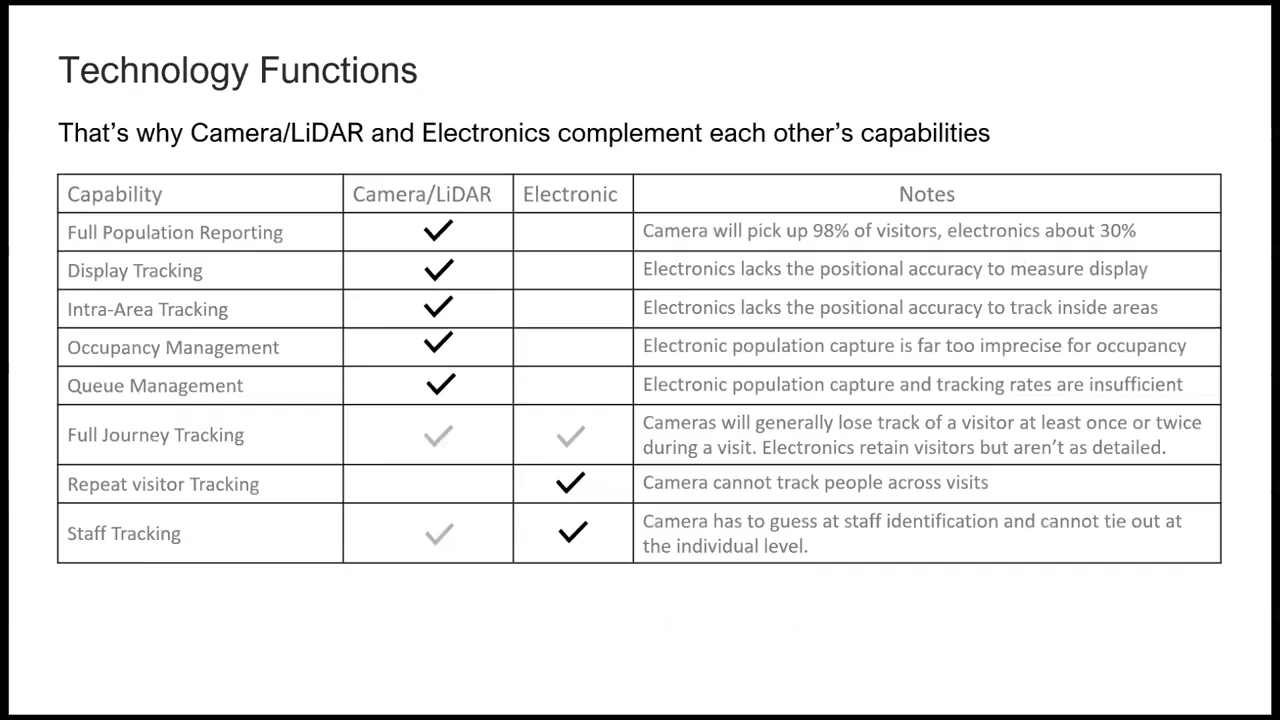 Technology Functions
That's why Camera/LiDAR and Electronics complement each other's capabilities
Capability Camera/LiDAR Electronic Notes
Full Population Reporting Camera will pick up 98% of visitors, electronics about 30%
Display Tracking Electronics lacks the positional accuracy to measure display
Intra-Area Tracking Electronics lacks the positional accuracy to track inside areas
Occupancy Management Electronic population capture is far too imprecise for occupancy
Queue Management Electronic population capture and tracking rates are insufficient
Full Journey Tracking Cameras will generally lose track of a visitor at least once or twice
during a visit. Electronics retain visitors but aren't as detailed.
Repeat visitor Tracking Camera cannot track people across visits
Staff Tracking Camera has to guess at staff identification and cannot tie out at
the individual level.